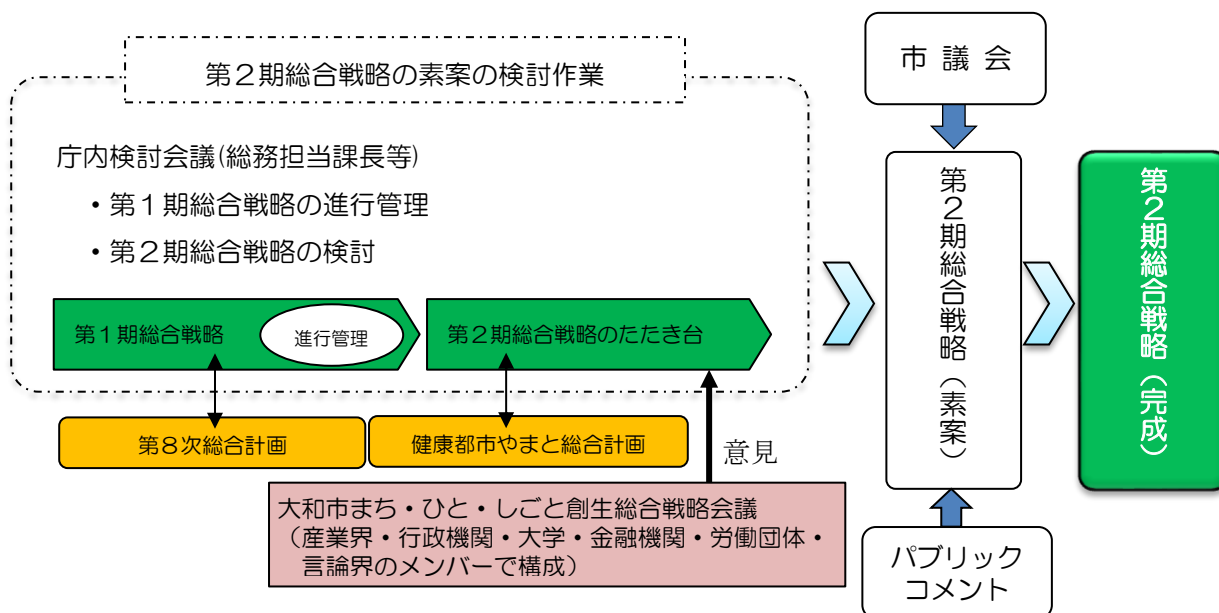 第２期総合戦略の素案の検討作業
庁内検討会議(総務担当課長等)
・第１期総合戦略の進行管理
・第２期総合戦略の検討
第１期総合戦略
進行管理
第２期総合戦略のたたき台
第８次総合計画
健康都市やまと総合計画
意見
大和市まち・ひと・しごと創生総合戦略会議
（産業界・行政機関・大学・金融機関・労働団体・
言論界のメンバーで構成）
市 議 会
第２期総合戦略（素案）
パブリック
コメント
第２期総合戦略（完成）